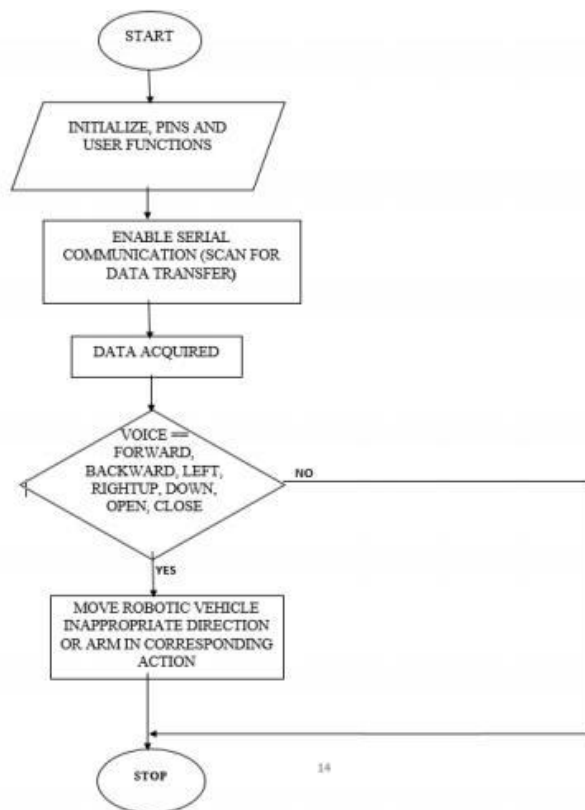 START
INITIALIZE, PINS AND
USER FUNCTIONS
ENABLE SERIAL
COMMUNICATION (SCAN FOR
DATA TRANSFER)
DATA ACQUIRED
VOICE ==
FORWARD,
BACKWARD, LEFT,
RIGHTUP, DOWN,
OPEN, CLOSE
NO
YES
MOVE ROBOTIC VEHICLE
INAPPROPRIATE DIRECTION
OR ARM IN CORRESPONDING
ACTION
STOP
14